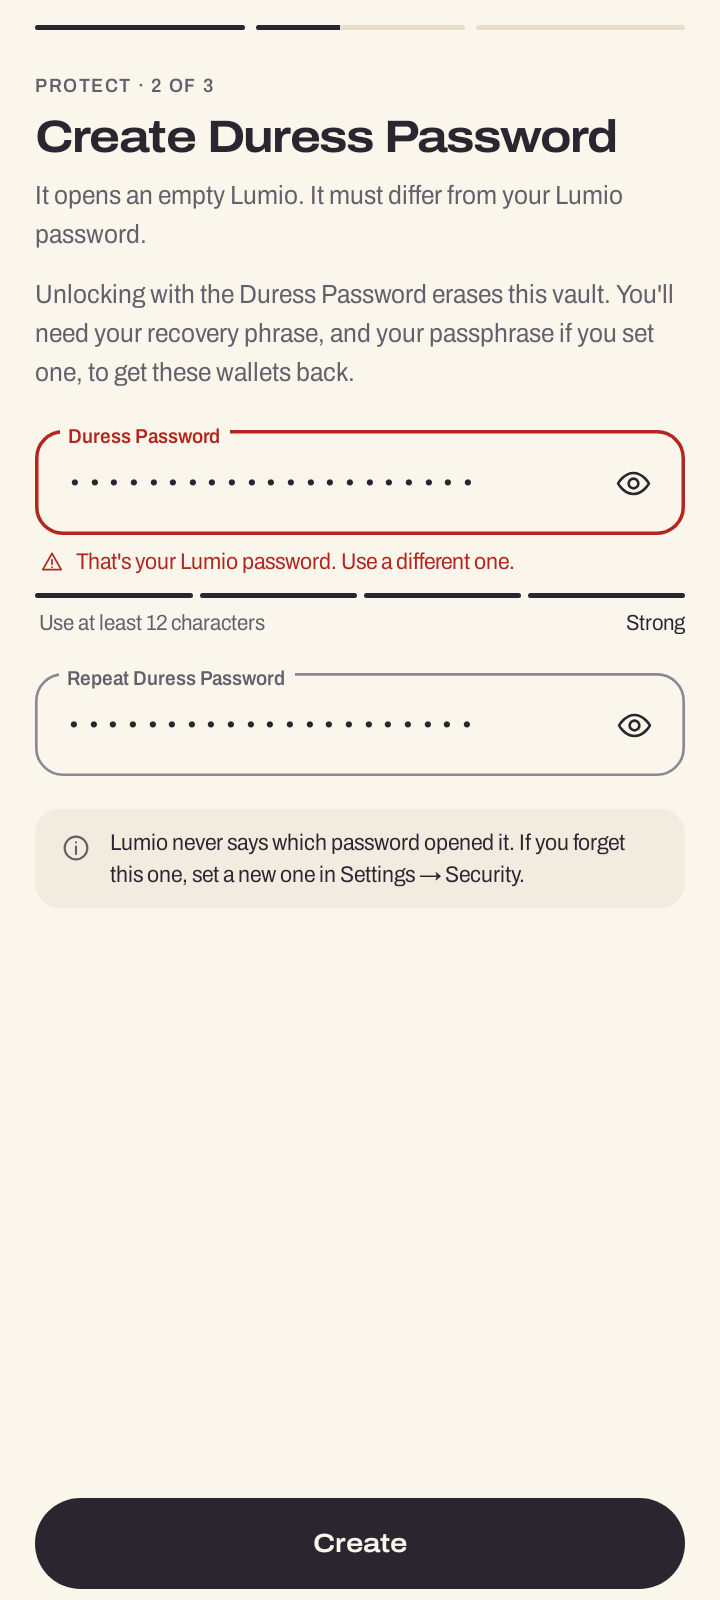 PROTECT · 2 OF 3
Create Duress Password
It opens an empty Lumio. It must differ from your Lumio
password.
Unlocking with the Duress Password erases this vault. You'll
need your recovery phrase, and your passphrase if you set
one, to get these wallets back.
Duress Password
• • • • • • • • • • • • • • • • • • • • •
That's your Lumio password. Use a different one.
Use at least 12 characters
Strong
Repeat Duress Password
• • • • • • • • • • • • • • • • • • • • •
Lumio never says which password opened it. If you forget
this one, set a new one in Settings → Security.
Create